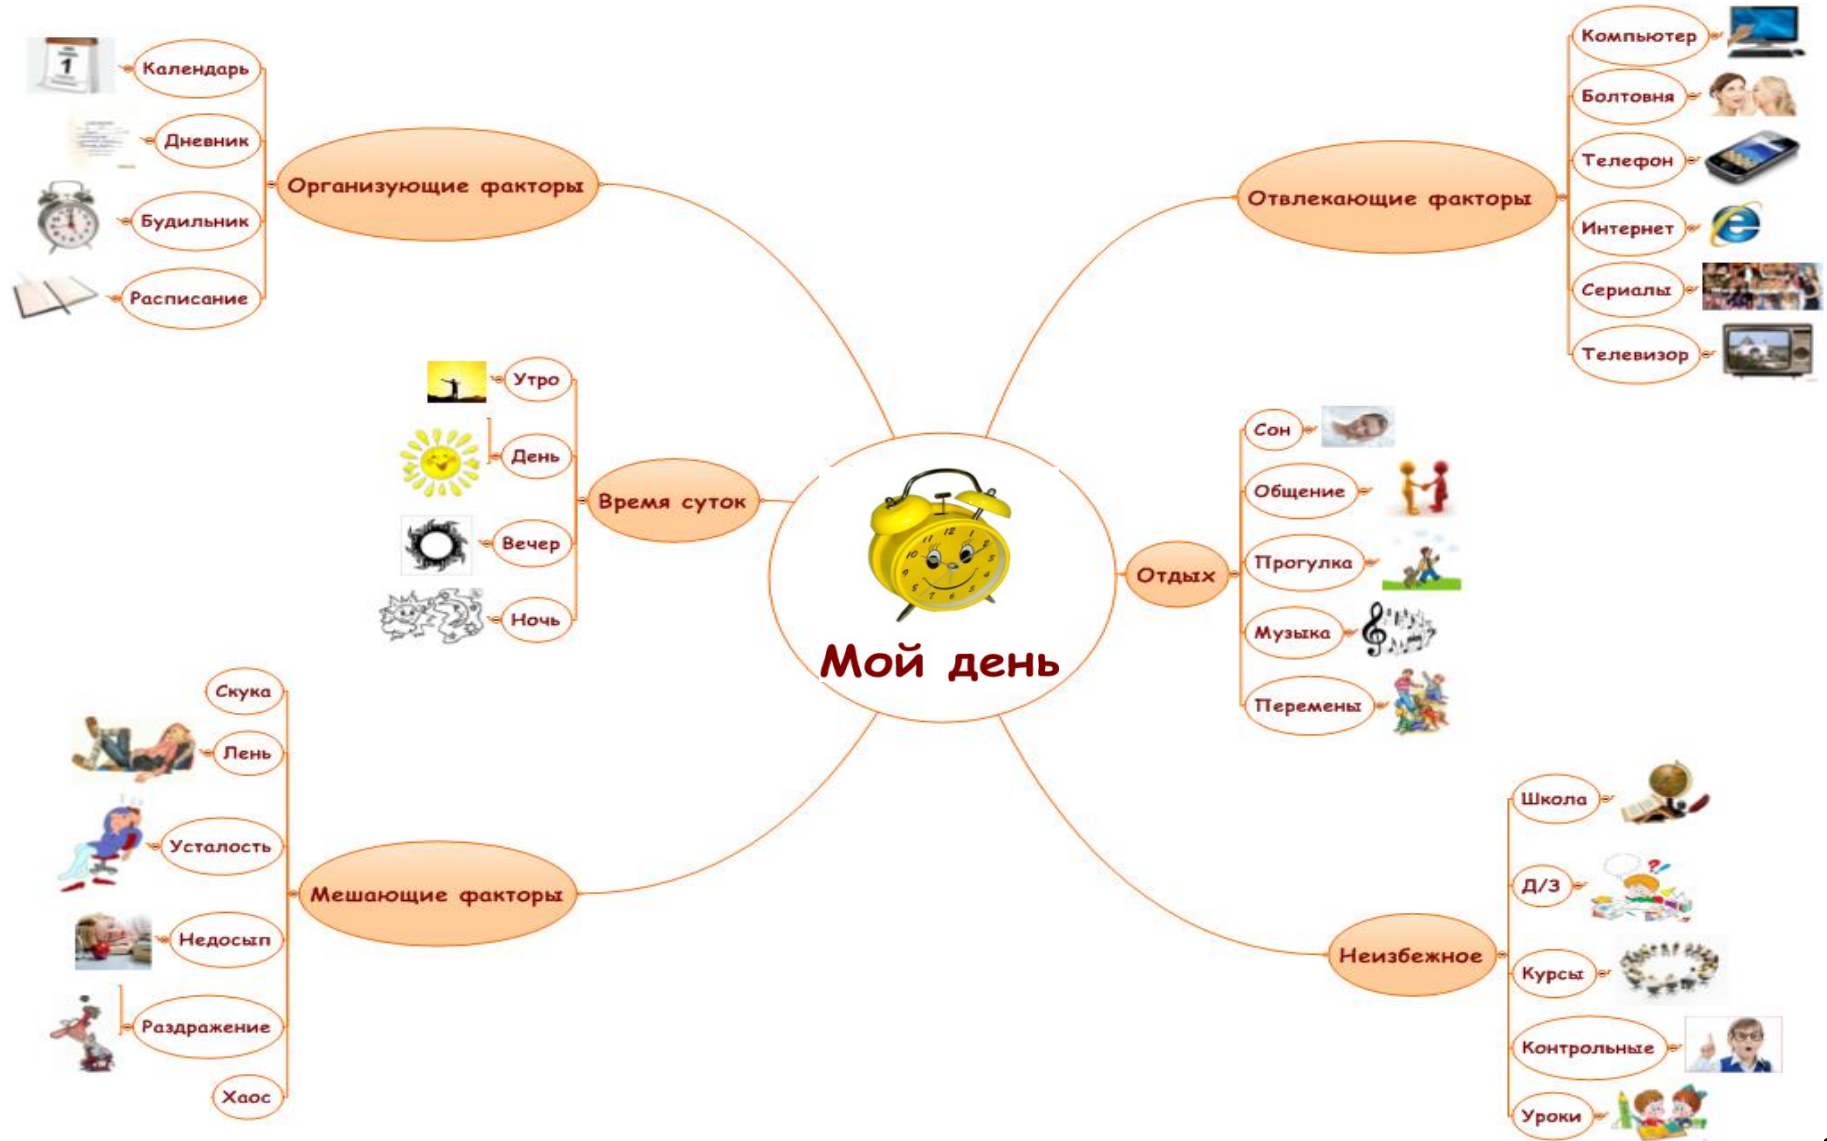 Календарь
Дневник
Будильник
Расписание
Организующие факторы
Отвлекающие факторы
Компьютер
Болтовня
Телефон
Интернет
Сериалы
Телевизор
Утро
День
Вечер
Ночь
Время суток
Мой день
Отдых
Сон
Общение
Прогулка
Музыка
Перемены
Скука
Лень
Усталость
Недосып
Раздражение
Хаос
Мешающие факторы
Неизбежное
Школа
Д/З
Курсы
Контрольные
Уроки